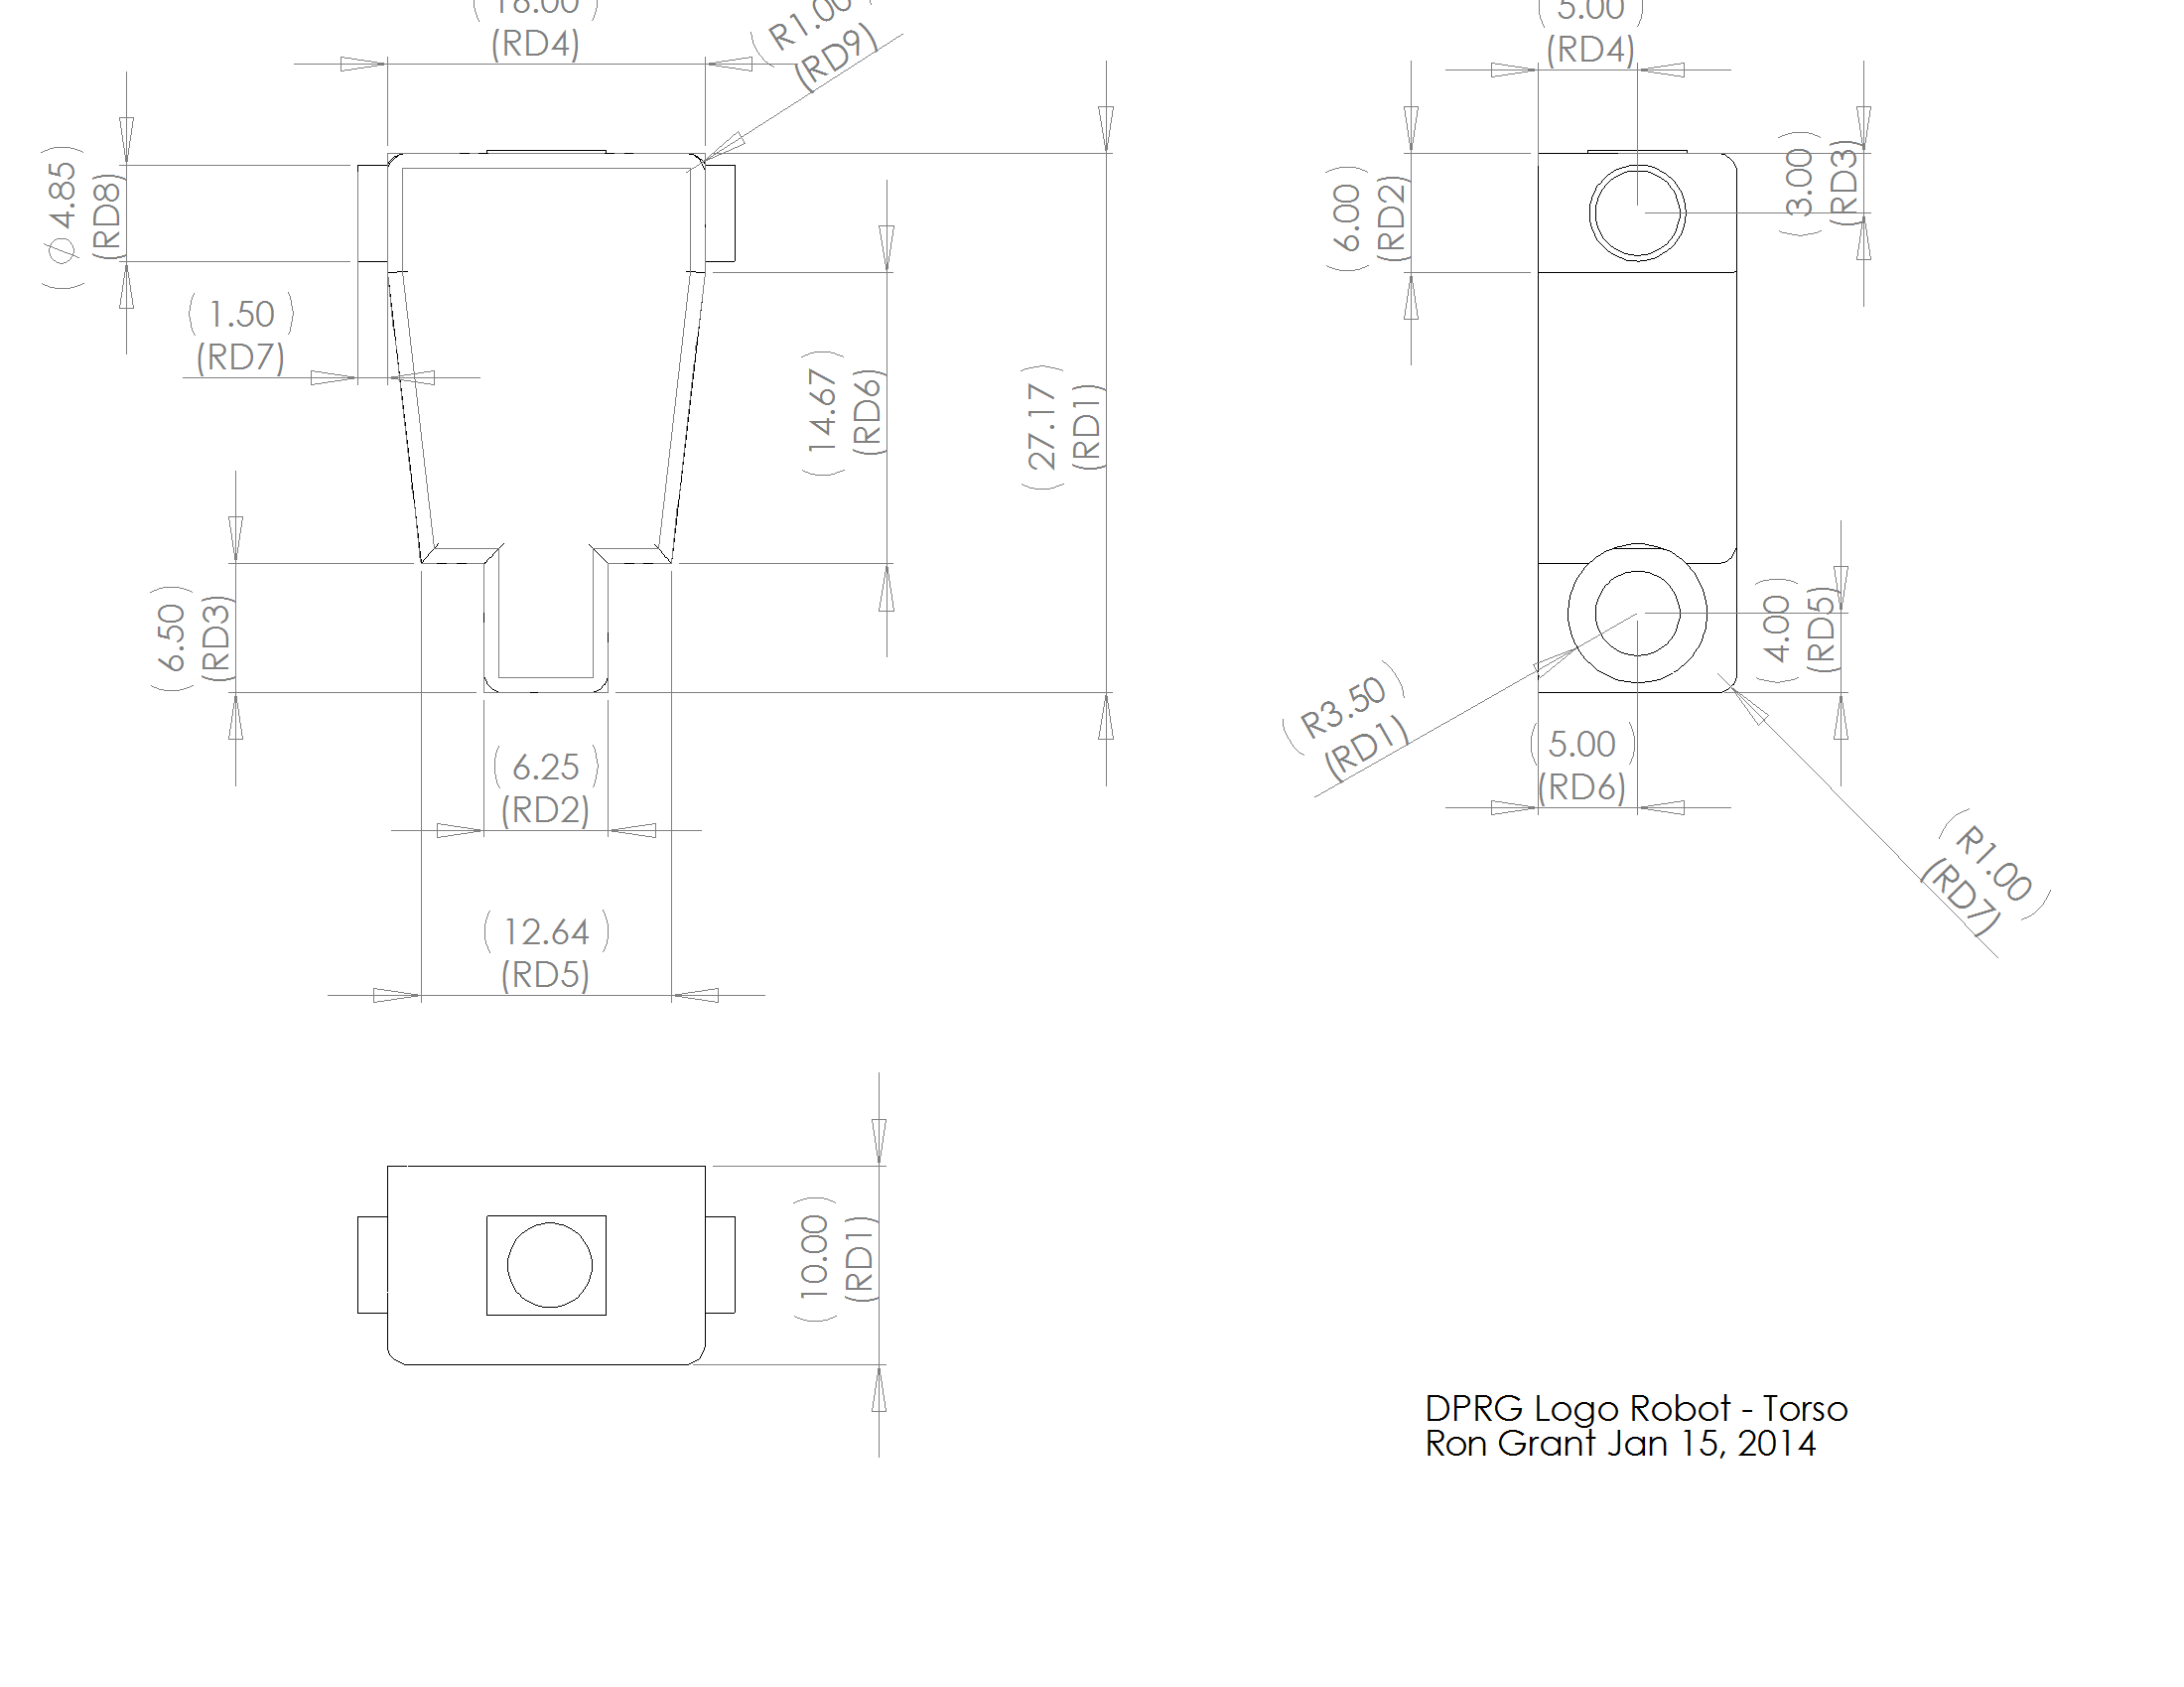 ( 16.00 )
(RD4)
( R1.00 )
(RD9)
( 5.00 )
(RD4)
( ⌀ 4.85 )
(RD8)
( 6.00 )
(RD2)
( 3.00 )
(RD3)
( 1.50 )
(RD7)
( 14.67 )
(RD6)
( 27.17 )
(RD1)
( 6.50 )
(RD3)
( 4.00 )
(RD5)
( R3.50 )
(RD1)
( 6.25 )
(RD2)
( 5.00 )
(RD6)
( R1.00 )
(RD7)
( 12.64 )
(RD5)
( 10.00 )
(RD1)
DPRG Logo Robot - Torso
Ron Grant Jan 15, 2014